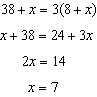 38 + x = 3(8 + x)
x + 38 = 24 + 3x
2x = 14
x = 7